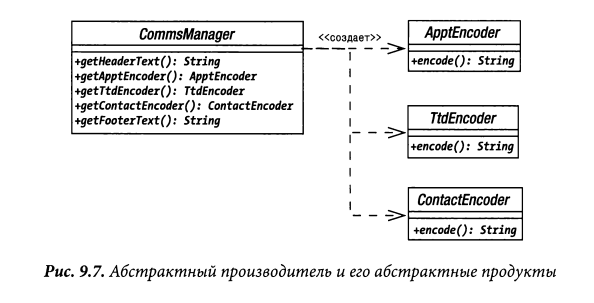 CommsManager
+getHeaderText(): String
+getApptEncoder(): ApptEncoder
+getTtdEncoder(): TtdEncoder
+getContactEncoder(): ContactEncoder
+getFooterText(): String
<<создает>>
ApptEncoder
+encode(): String
TtdEncoder
+encode(): String
ContactEncoder
+encode(): String
Рис. 9.7. Абстрактный производитель и его абстрактные продукты